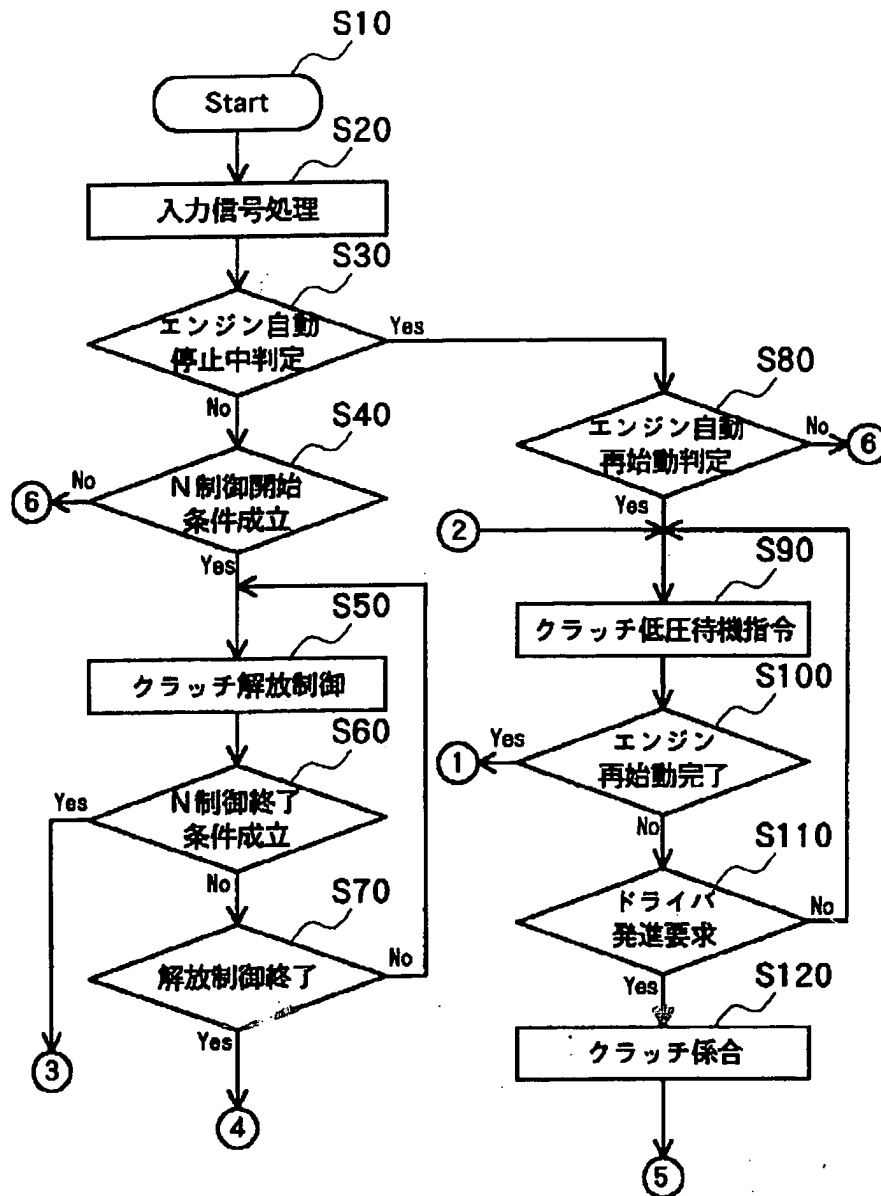 S10
Start
S20
入力信号処理
S30
エンジン自動
停止中判定
Yes
No
S40
N制御開始
条件成立
No
⑥
Yes
S50
クラッチ解放制御
S60
N制御終了
条件成立
Yes
No
S70
解放制御終了
No
Yes
③
④
S80
エンジン自動
再始動判定
No
⑥
Yes
②
S90
クラッチ低圧待機指令
S100
エンジン
再始動完了
Yes
①
No
S110
ドライバ
発進要求
No
Yes
S120
クラッチ係合
⑤